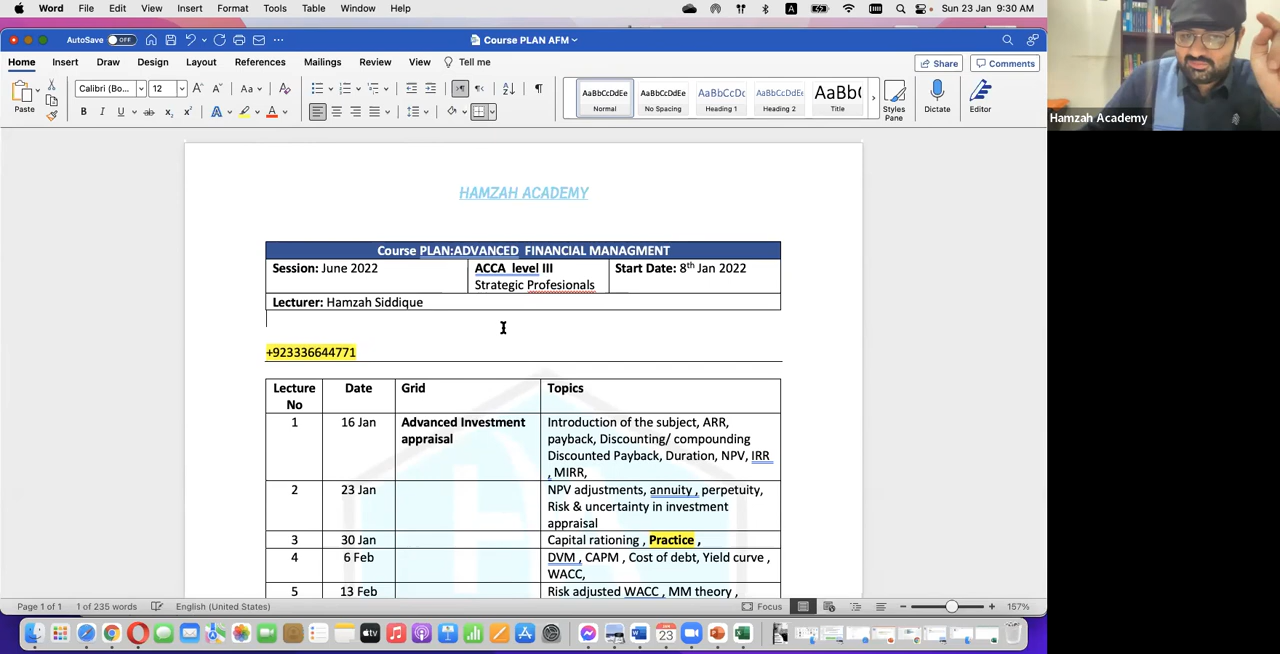 Word File Edit View Insert Format Tools Table Window Help Sun 23 Jan 9:30 AM
AutoSave OFF Course PLAN AFM
Home Insert Draw Design Layout References Mailings Review View Tell me Share Comments
Paste Calibri (Bo... 12 AaBbCcDdEe AaBbCcDdEe AaBbCcDc AaBbCcDdEe AaBb( Styles Pane Dictate Editor
Normal No Spacing Heading 1 Heading 2 Title
Hamzah Academy
HAMZAH ACADEMY
Course PLAN:ADVANCED FINANCIAL MANAGMENT
Session: June 2022 ACCA level III Start Date: 8th Jan 2022
Strategic Profesionals
Lecturer: Hamzah Siddique
+923336644771
Lecture No Date Grid Topics
1 16 Jan Advanced Investment appraisal Introduction of the subject, ARR,
payback, Discounting/ compounding
Discounted Payback, Duration, NPV, IRR
, MIRR,
2 23 Jan NPV adjustments, annuity , perpetuity,
Risk & uncertainty in investment
appraisal
3 30 Jan Capital rationing , Practice ,
4 6 Feb DVM , CAPM , Cost of debt, Yield curve ,
WACC,
5 13 Feb Risk adjusted WACC , MM theory ,
Page 1 of 1 1 of 235 words English (United States) Focus 157%